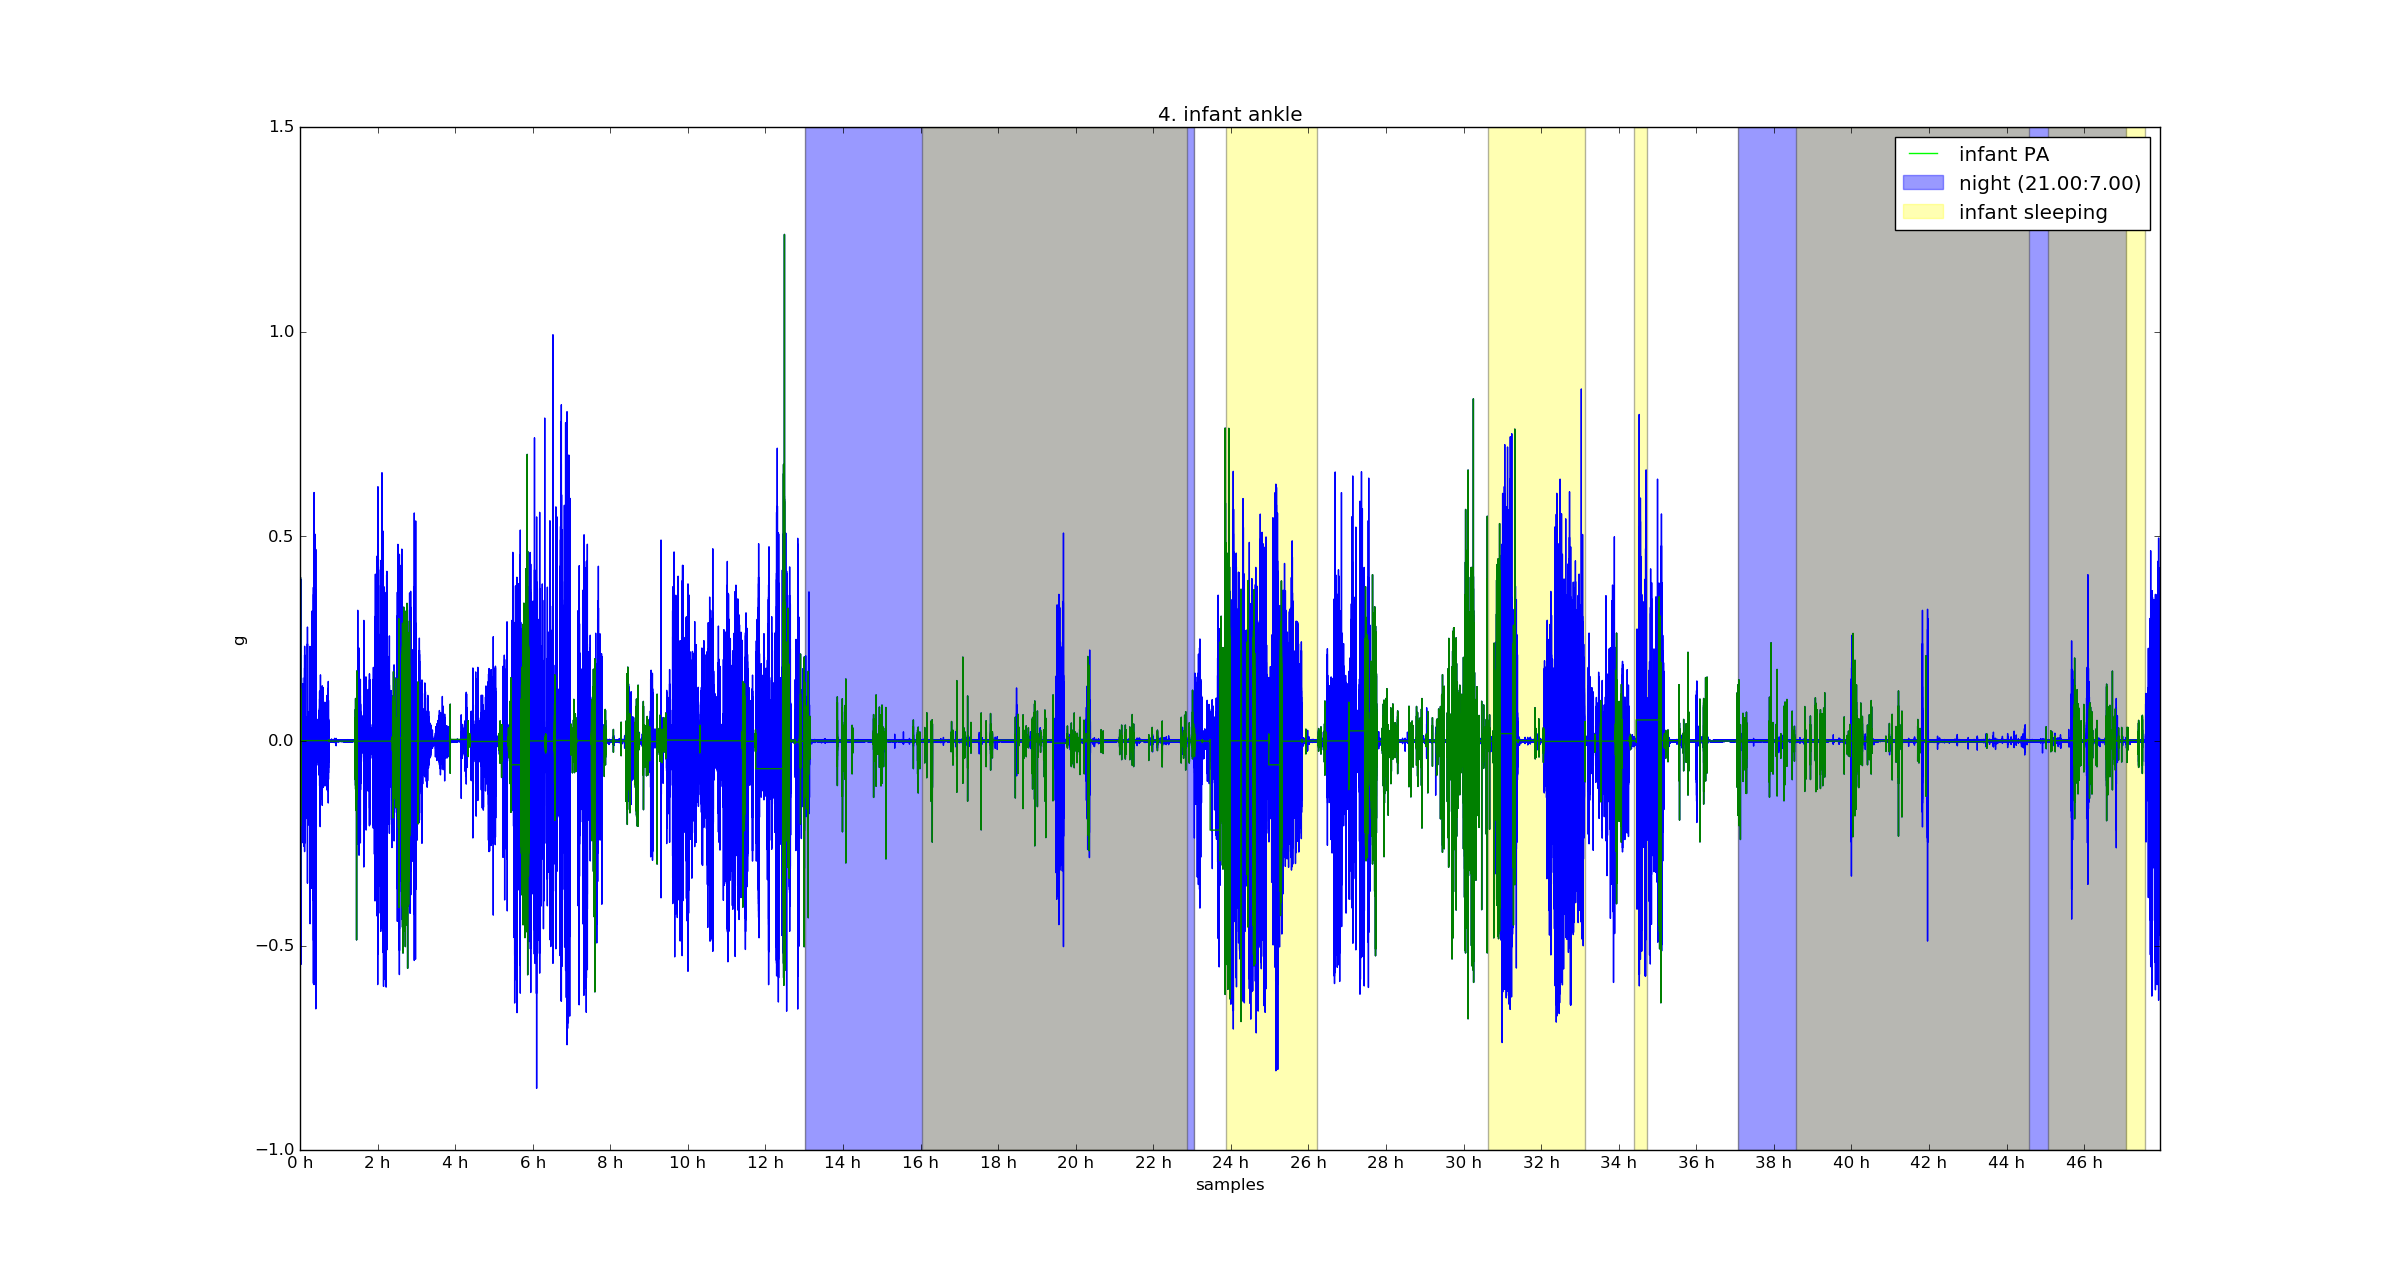 4. infant ankle
1.5
1.0
0.5
0.0
−0.5
−1.0
g
infant PA
night (21.00:7.00)
infant sleeping
0 h 2 h 4 h 6 h 8 h 10 h 12 h 14 h 16 h 18 h 20 h 22 h 24 h 26 h 28 h 30 h 32 h 34 h 36 h 38 h 40 h 42 h 44 h 46 h
samples